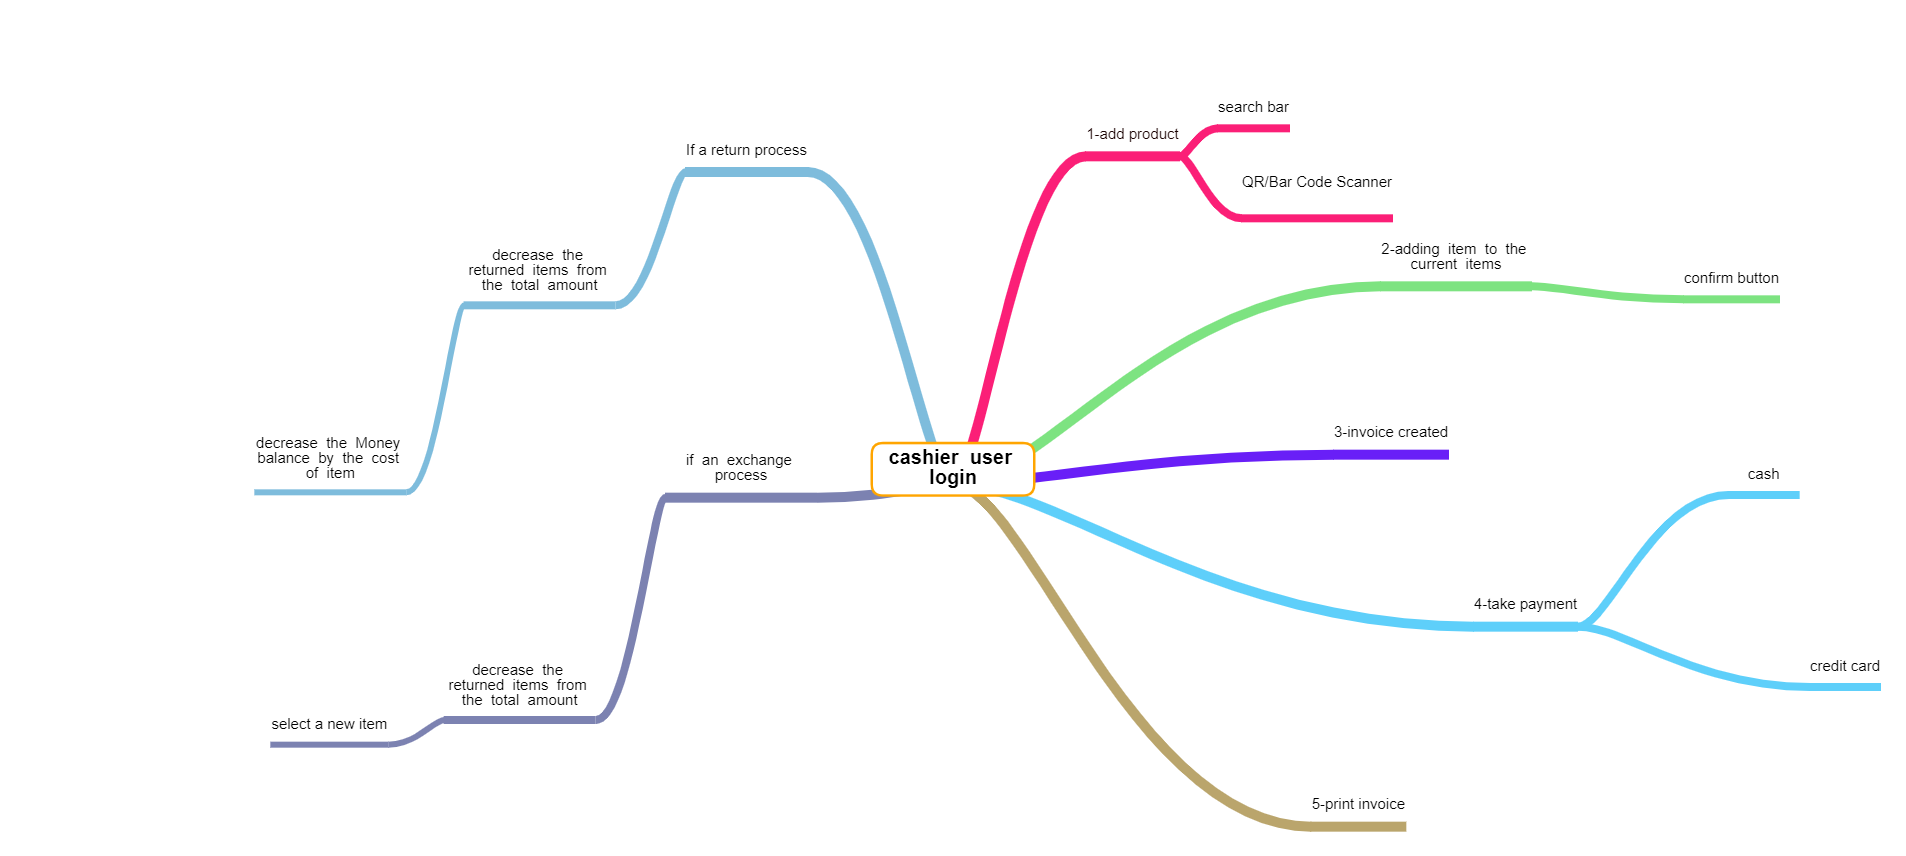 cashier user
login
1-add product
search bar
QR/Bar Code Scanner
2-adding item to the
current items
confirm button
3-invoice created
4-take payment
cash
credit card
5-print invoice
If a return process
decrease the
returned items from
the total amount
decrease the Money
balance by the cost
of item
if an exchange
process
decrease the
returned items from
the total amount
select a new item